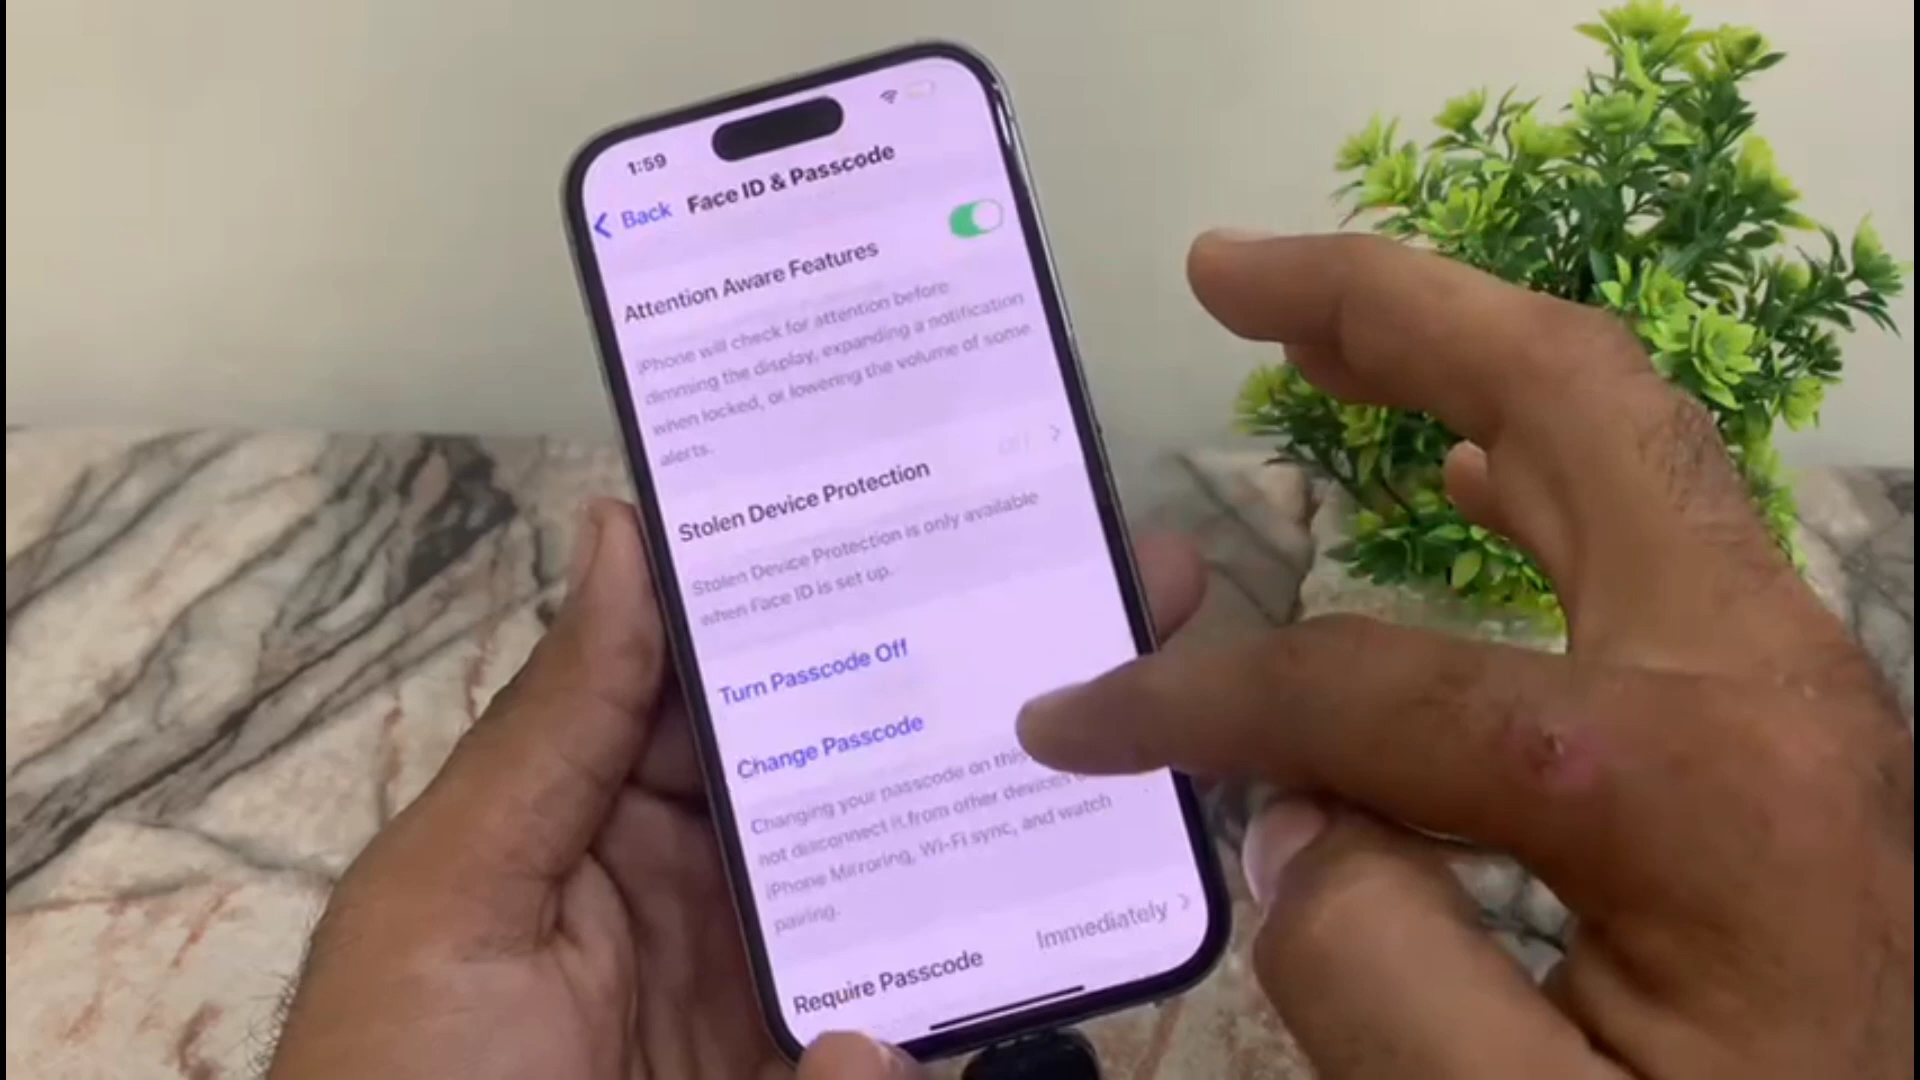 1:59
Back Face ID & Passcode
Attention Aware Features
iPhone will check for attention before
dimming the display, expanding a notification
when locked, or lowering the volume of some
alerts.
Stolen Device Protection Off
Stolen Device Protection is only available
when Face ID is set up.
Turn Passcode Off
Change Passcode
Changing your passcode on this
not disconnect it from other devices
iPhone Mirroring, Wi-Fi sync, and watch
pairing.
Require Passcode Immediately